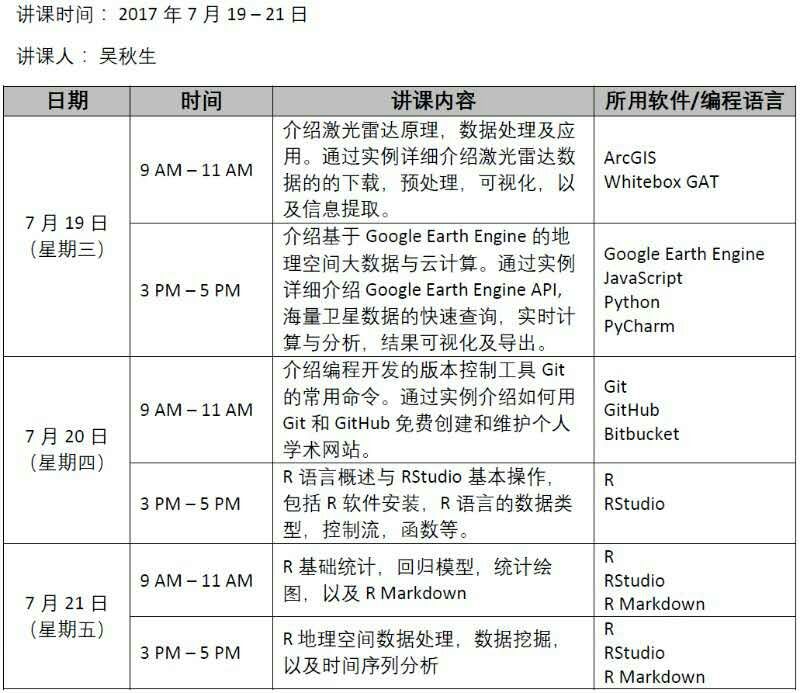 讲课时间：2017 年 7 月 19 – 21 日
讲课人：吴秋生
日期 时间 讲课内容 所用软件/编程语言
7 月 19 日
（星期三）
9 AM – 11 AM
介绍激光雷达原理，数据处理及应
用。通过实例详细介绍激光雷达数
据的的下载，预处理，可视化，以
及信息提取。
ArcGIS
Whitebox GAT
3 PM – 5 PM
介绍基于 Google Earth Engine 的地
理空间大数据与云计算。通过实例
详细介绍 Google Earth Engine API,
海量卫星数据的快速查询，实时计
算与分析，结果可视化及导出。
Google Earth Engine
JavaScript
Python
PyCharm
7 月 20 日
（星期四）
9 AM – 11 AM
介绍编程开发的版本控制工具 Git
的常用命令。通过实例介绍如何用
Git 和 GitHub 免费创建和维护个人
学术网站。
Git
GitHub
Bitbucket
3 PM – 5 PM
R 语言概述与 RStudio 基本操作，
包括 R 软件安装，R 语言的数据类
型，控制流，函数等。
R
RStudio
7 月 21 日
（星期五）
9 AM – 11 AM
R 基础统计，回归模型，统计绘
图，以及 R Markdown
R
RStudio
R Markdown
3 PM – 5 PM
R 地理空间数据处理，数据挖掘，
以及时间序列分析
R
RStudio
R Markdown